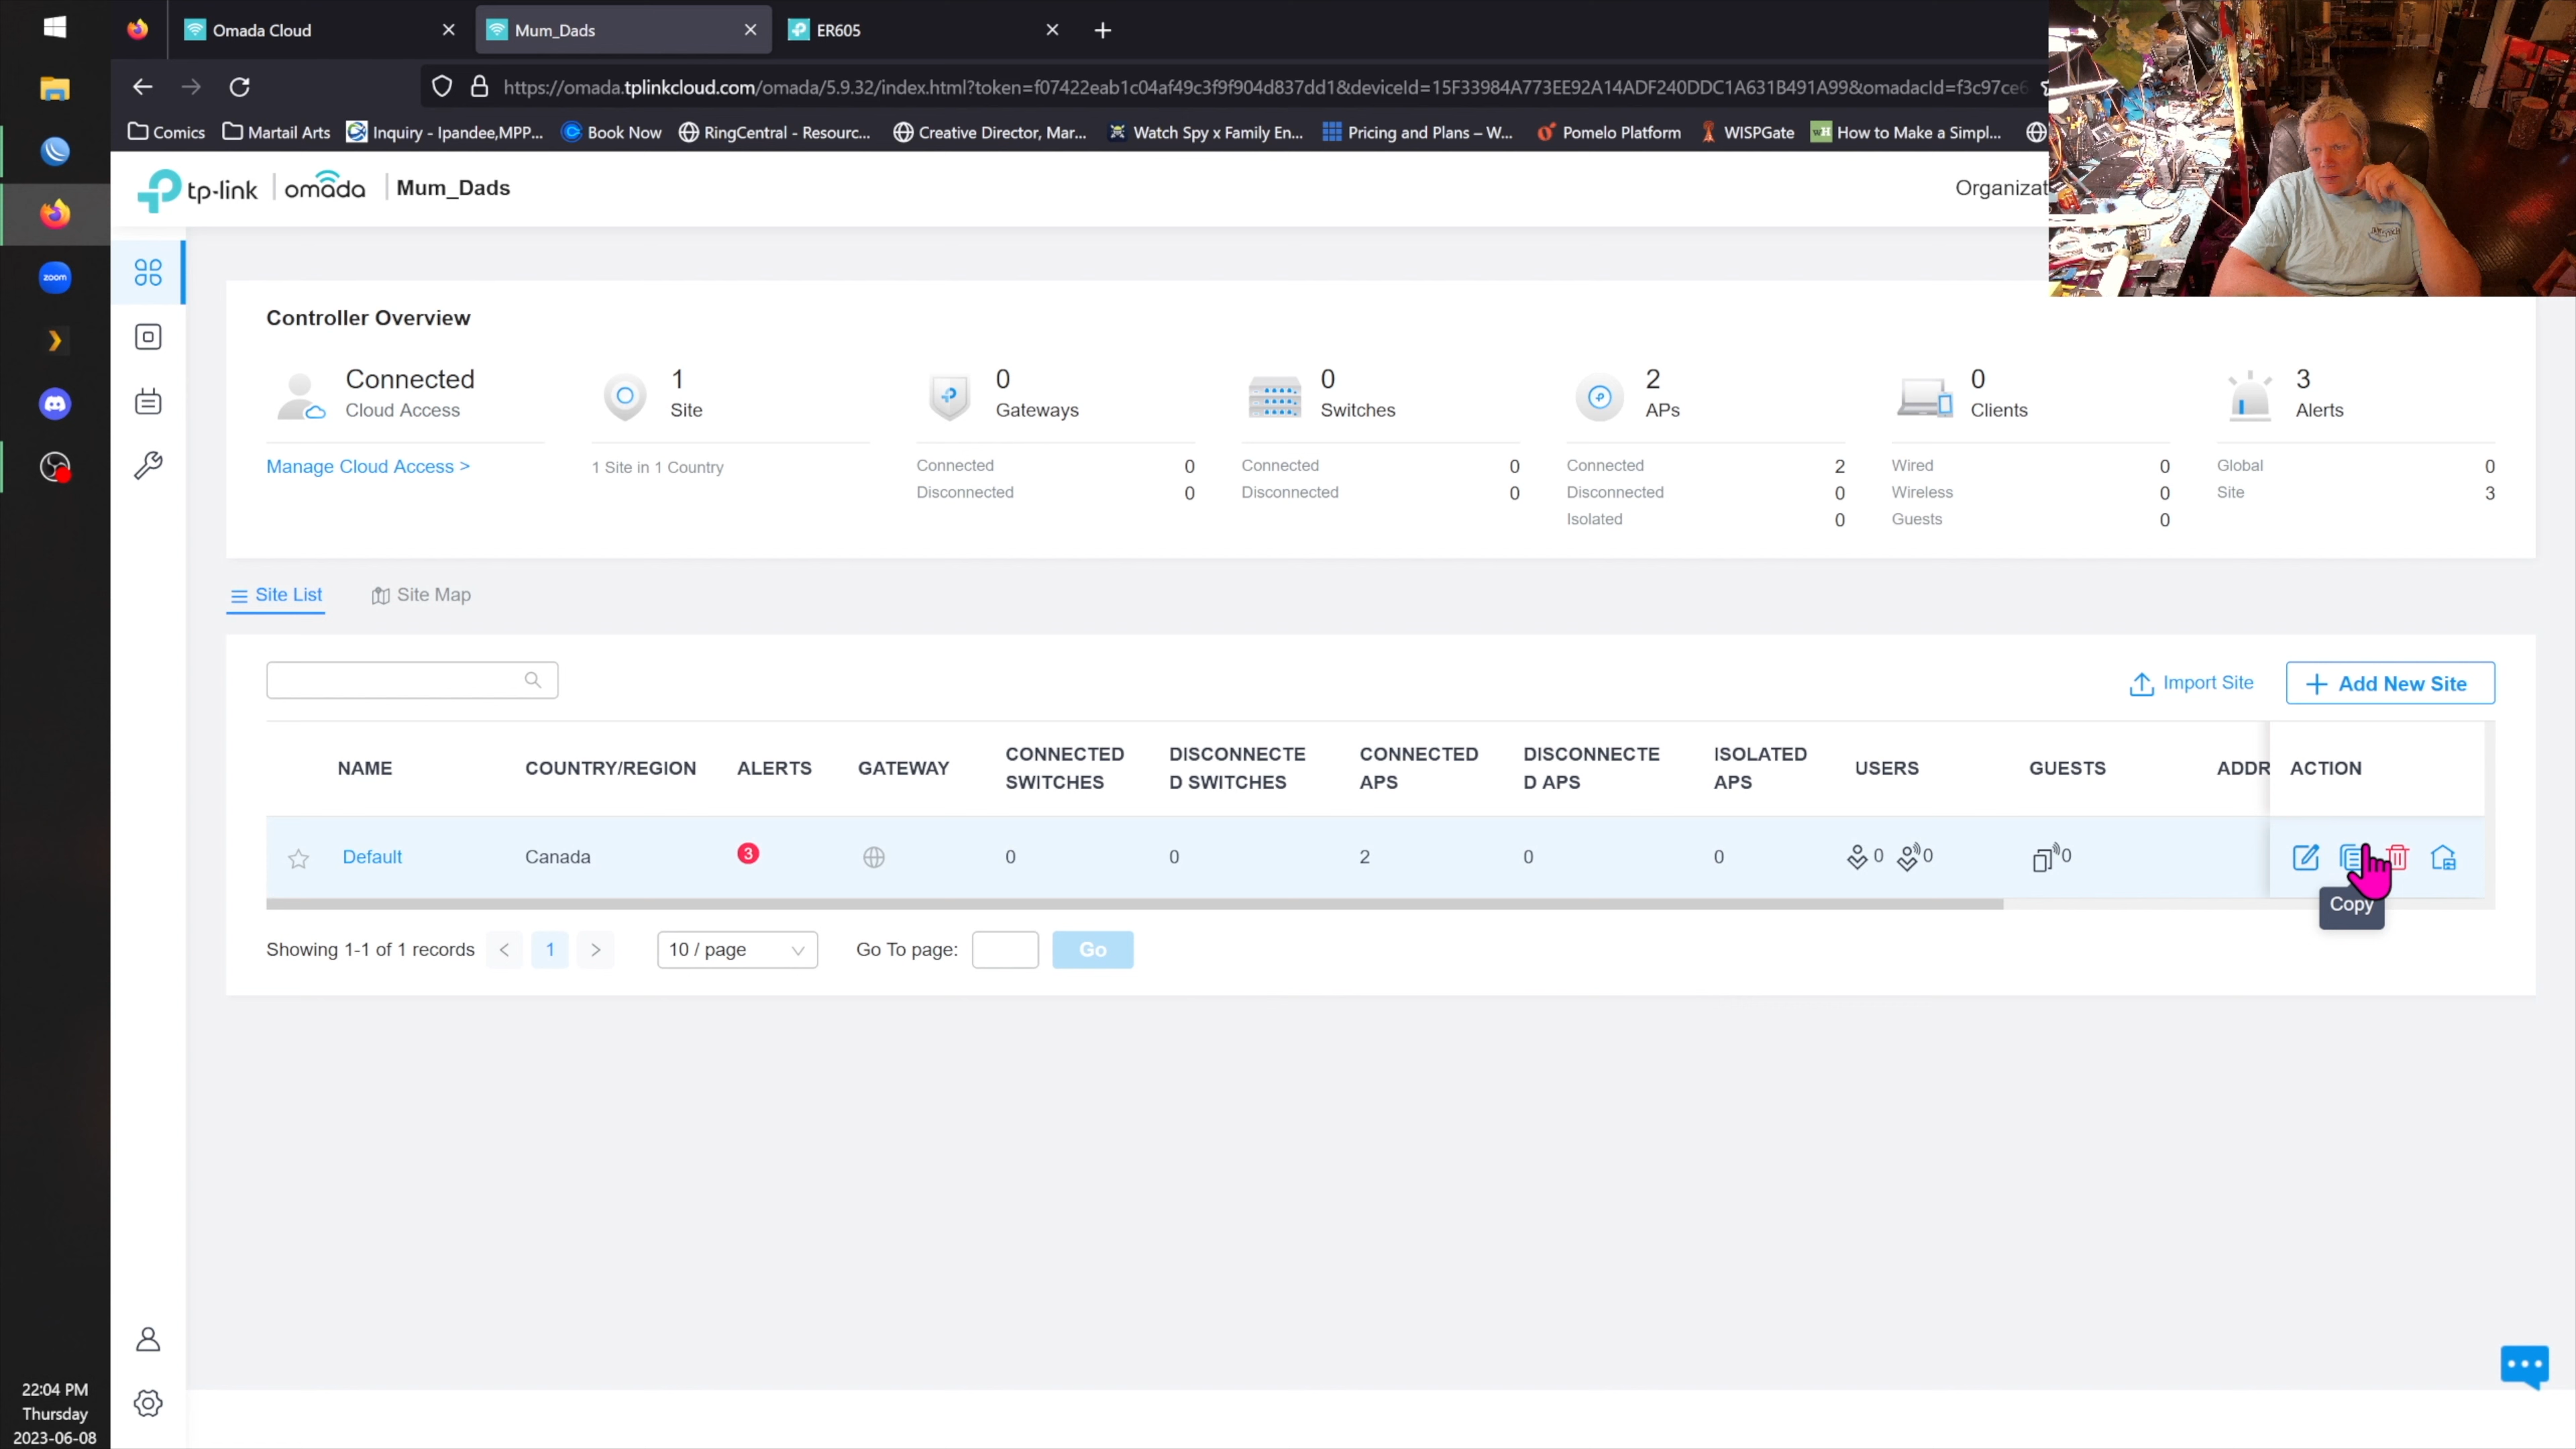 Omada Cloud
Mum_Dads
ER605
https://omada.tplinkcloud.com/omada/5.9.32/index.html?token=f07422eab1c04af49c3f9f904d837dd1&deviceId=15F33984A773EE92A14ADF240DDC1A631B491A99&omadacId=f3c97ce6
Comics Martail Arts Inquiry - Ipandee,MPP... Book Now RingCentral - Resourc... Creative Director, Mar... Watch Spy x Family En... Pricing and Plans – W... Pomelo Platform WISPGate How to Make a Simpl...
zoom
tp-link | omada | Mum_Dads
Organizat
Controller Overview
Connected
Cloud Access
Manage Cloud Access >
1
Site
1 Site in 1 Country
0
Gateways
Connected 0
Disconnected 0
0
Switches
Connected 0
Disconnected 0
2
APs
Connected 2
Disconnected 0
Isolated 0
0
Clients
Wired 0
Wireless 0
Guests 0
3
Alerts
Global 0
Site 3
Site List Site Map
Import Site
+ Add New Site
NAME COUNTRY/REGION ALERTS GATEWAY CONNECTED SWITCHES DISCONNECTE D SWITCHES CONNECTED APS DISCONNECTE D APS ISOLATED APS USERS GUESTS ADDR ACTION
Default Canada 3 0 0 2 0 0 0 0 0
Copy
Showing 1-1 of 1 records < 1 > 10 / page Go To page: Go
22:04 PM
Thursday
2023-06-08